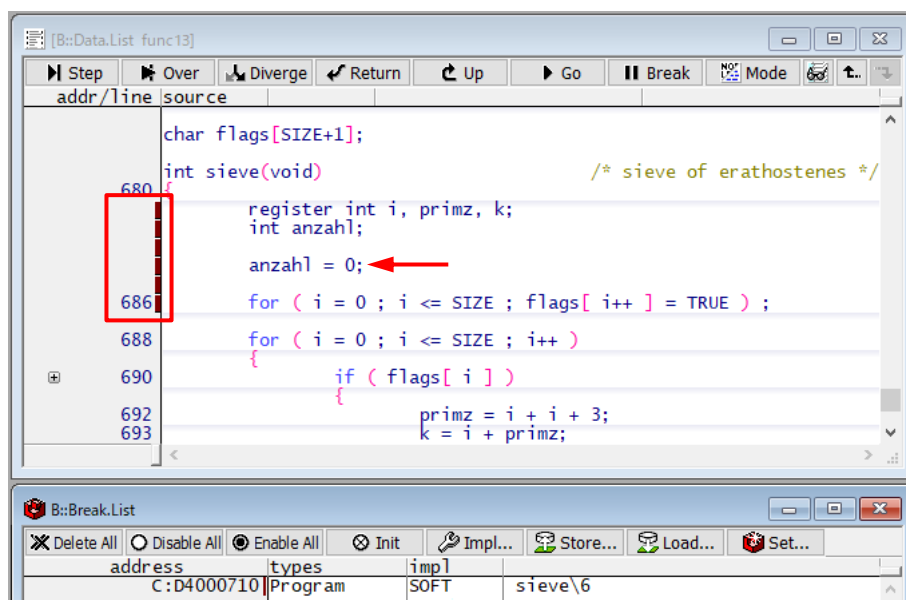 [B::Data.List func13]
Step Over Diverge Return Up Go Break Mode
addr/line source
char flags[SIZE+1];
int sieve(void) /* sieve of erathostenes */
680 {
register int i, primz, k;
int anzahl;
anzahl = 0;
686 for ( i = 0 ; i <= SIZE ; flags[ i++ ] = TRUE ) ;
688 for ( i = 0 ; i <= SIZE ; i++ )
{
690 if ( flags[ i ] )
{
692 primz = i + i + 3;
693 k = i + primz;
B::Break.List
Delete All Disable All Enable All Init Impl... Store... Load... Set...
address types impl
C:D4000710 Program SOFT sieve\6